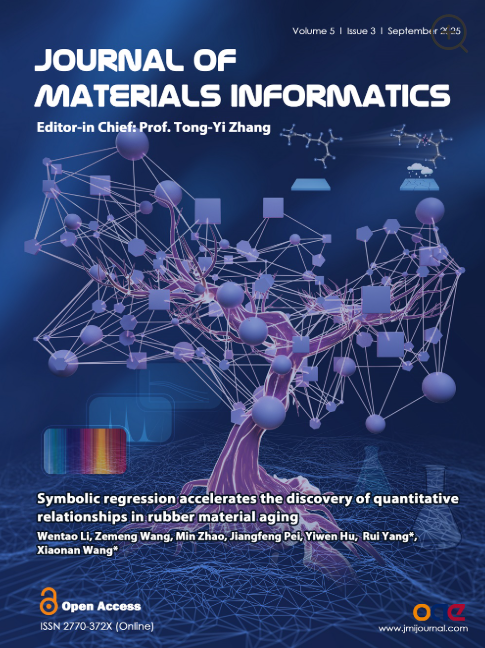 Volume 5 I Issue 3 I September 2025
JOURNAL OF
MATERIALS INFORMATICS
Editor-in Chief: Prof. Tong-Yi Zhang
Symbolic regression accelerates the discovery of quantitative
relationships in rubber material aging
Wentao Li, Zemeng Wang, Min Zhao, Jiangfeng Pei, Yiwen Hu, Rui Yang*,
Xiaonan Wang*
Open Access
ISSN 2770-372X (Online)
www.jmijournal.com